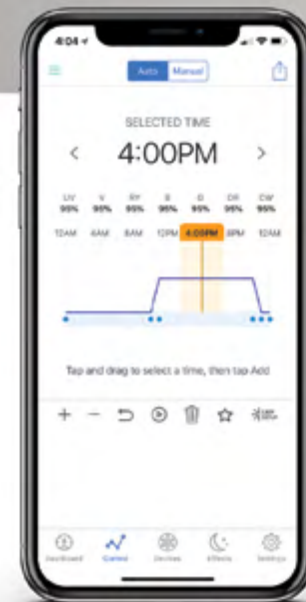 4:04
Auto Manual
SELECTED TIME
4:00PM
UV V RY B G DR CW
95% 95% 95% 95% 95% 95% 95%
12AM 4AM 8AM 12PM 4:00PM 8PM 12AM
Tap and drag to select a time, then tap Add
Dashboard Control Devices Effects Settings